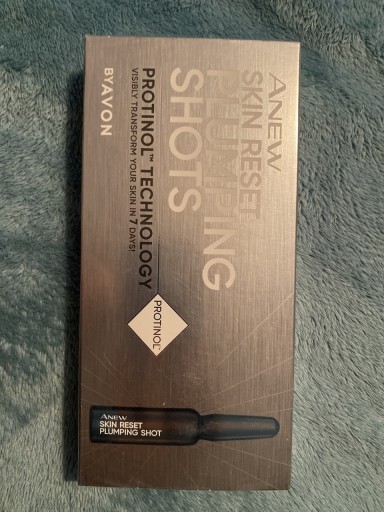 ANEW
SKIN RESET
PLUMPING
SHOTS
PROTINOL™ TECHNOLOGY
VISIBLY TRANSFORM YOUR SKIN IN 7 DAYS!
BY AVON
PROTINOL™
ANEW
SKIN RESET
PLUMPING SHOT